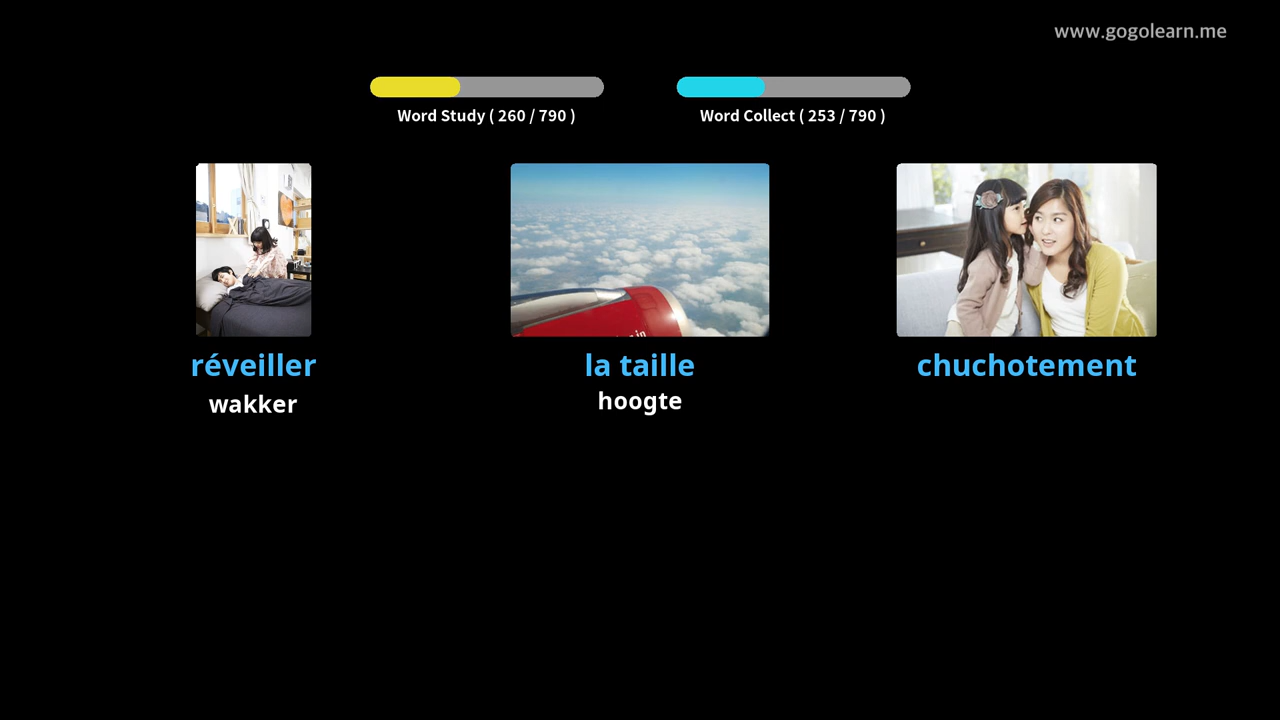 www.gogolearn.me
Word Study ( 260 / 790 )
Word Collect ( 253 / 790 )
réveiller
wakker
la taille
hoogte
chuchotement